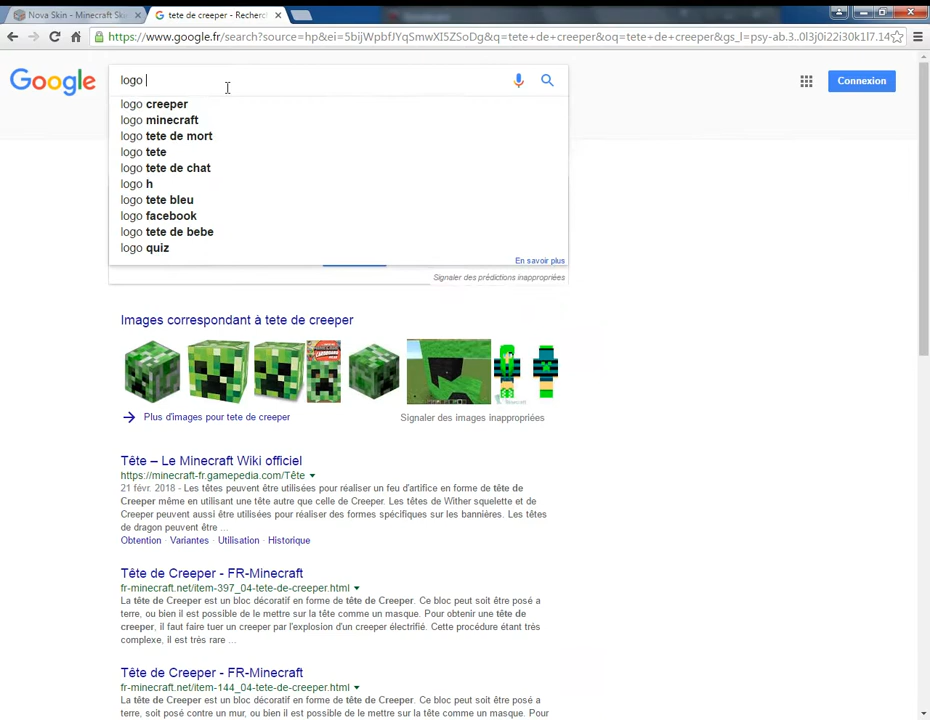 Nova Skin - Minecraft Sk
tete de creeper - Recherc
https://www.google.fr/search?source=hp&ei=5bijWpbfJYqSmwXI5ZSoDg&q=tete+de+creeper&oq=tete+de+creeper&gs_l=psy-ab.3..0l3j0i22i30k1l7.14
Google
logo
Connexion
logo creeper
logo minecraft
logo tete de mort
logo tete
logo tete de chat
logo h
logo tete bleu
logo facebook
logo tete de bebe
logo quiz
En savoir plus
Signaler des prédictions inappropriées
Images correspondant à tete de creeper
Plus d'images pour tete de creeper
Signaler des images inappropriées
Tête – Le Minecraft Wiki officiel
https://minecraft-fr.gamepedia.com/Tête
21 févr. 2018 - Les têtes peuvent être utilisées pour réaliser un feu d'artifice en forme de tête de
Creeper même en utilisant une tête autre que celle de Creeper. Les têtes de Wither squelette et de
Creeper peuvent aussi être utilisées pour réaliser des formes spécifiques sur les bannières. Les têtes
de dragon peuvent être ...
Obtention · Variantes · Utilisation · Historique
Tête de Creeper - FR-Minecraft
fr-minecraft.net/item-397_04-tete-de-creeper.html
La tête de Creeper est un bloc décoratif en forme de tête de Creeper. Ce bloc peut soit être posé a
terre, ou bien il est possible de le mettre sur la tête comme un masque. Pour obtenir une tête de
creeper, il faut faire tuer un creeper par l'explosion d'un creeper électrifié. Cette procédure étant très
complexe, il est très rare ...
Tête de Creeper - FR-Minecraft
fr-minecraft.net/item-144_04-tete-de-creeper.html
La tête de Creeper est un bloc décoratif en forme de tête de Creeper. Ce bloc peut soit être posé a
terre, soit posé contre un mur, ou bien il est possible de le mettre sur la tête comme un masque. Pour